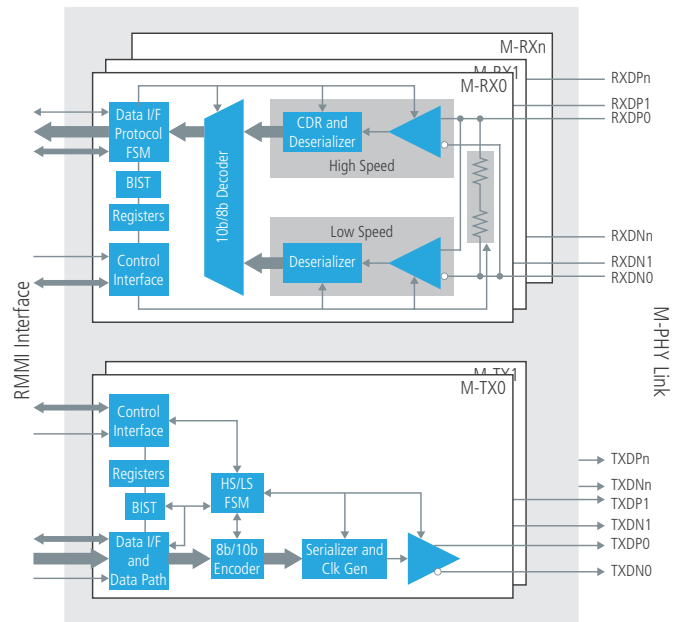 M-RXn
M-RX1
M-RX0
RXDPn
RXDP1
RXDP0
Data I/F
Protocol
FSM
CDR and
Deserializer
High Speed
BIST
10b/8b Decoder
Registers
Low Speed
RXDNn
Control
Interface
Deserializer
RXDN1
RXDN0
RMMI Interface
M-PHY Link
M-TX1
M-TX0
Control
Interface
Registers
HS/LS
FSM
BIST
TXDPn
TXDNn
TXDP1
TXDN1
Data I/F
and
Data Path
8b/10b
Encoder
Serializer and
Clk Gen
TXDP0
TXDN0